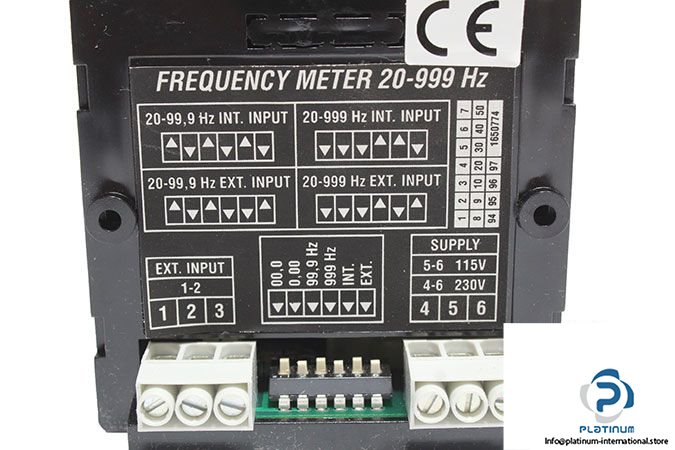 CE
FREQUENCY METER 20-999 Hz
20-99,9 Hz INT. INPUT
20-999 Hz INT. INPUT
20-99,9 Hz EXT. INPUT
20-999 Hz EXT. INPUT
1 2 3 4 5 6 7
8 9 10 20 30 40 50
94 95 96 97 1650774
EXT. INPUT
1-2
1 2 3
00,0
0,00
99,9 Hz
999 Hz
INT.
EXT.
SUPPLY
5-6 115V
4-6 230V
4 5 6
PLATINUM
Info@platinum-international.store